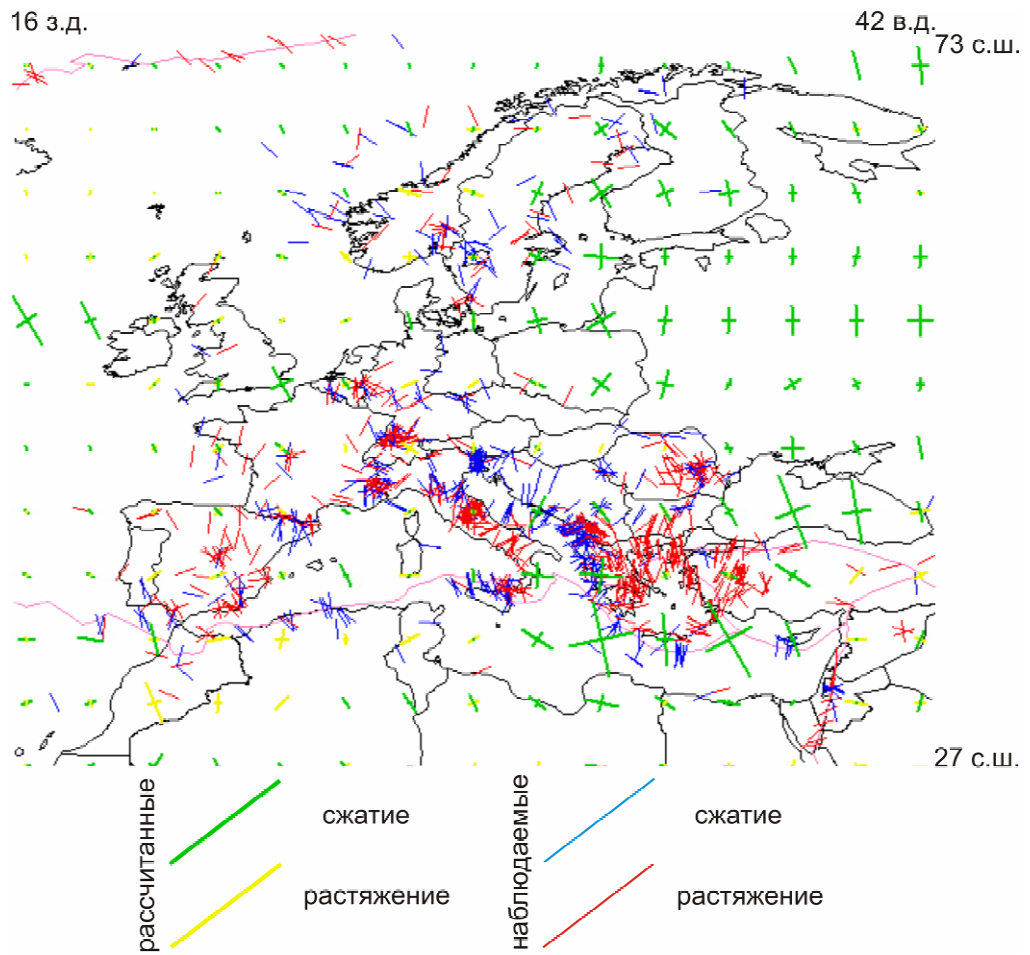 16 з.д.
42 в.д.
73 с.ш.
27 с.ш.
рассчитанные
сжатие
растяжение
наблюдаемые
сжатие
растяжение